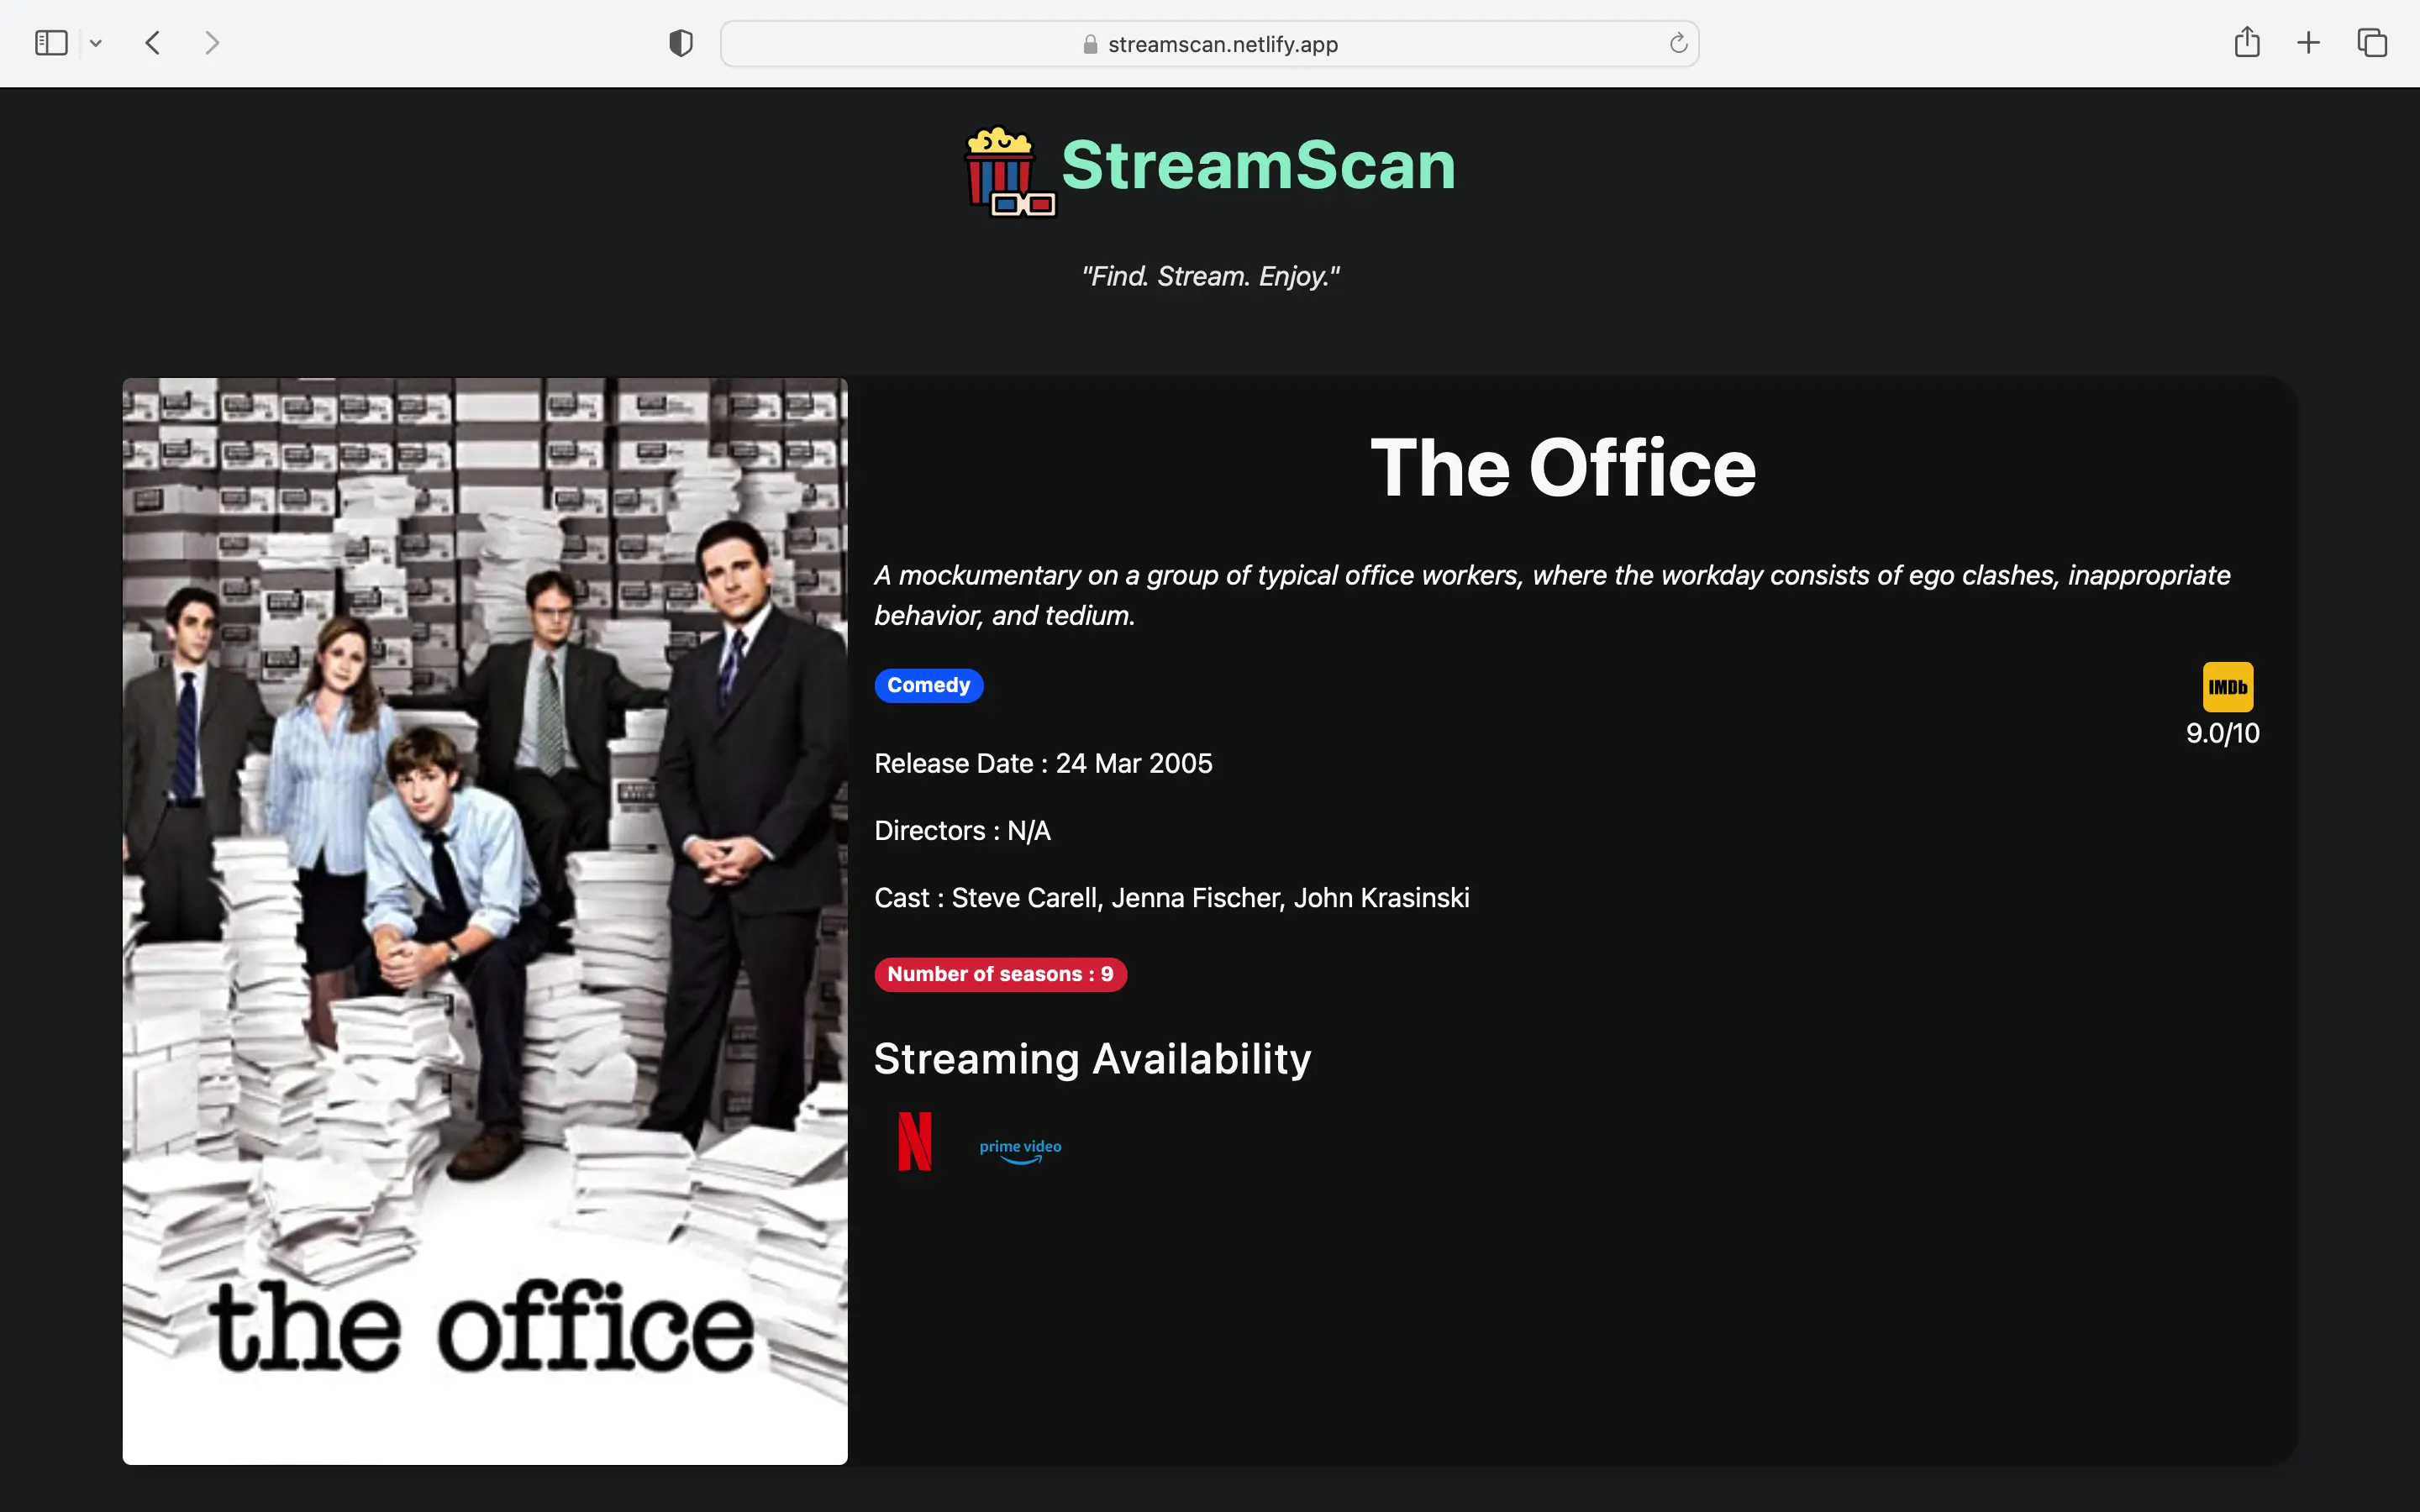 streamscan.netlify.app
StreamScan
"Find. Stream. Enjoy."
The Office
A mockumentary on a group of typical office workers, where the workday consists of ego clashes, inappropriate
behavior, and tedium.
Comedy
IMDb
9.0/10
Release Date : 24 Mar 2005
Directors : N/A
Cast : Steve Carell, Jenna Fischer, John Krasinski
Number of seasons : 9
Streaming Availability
N
prime video
the office